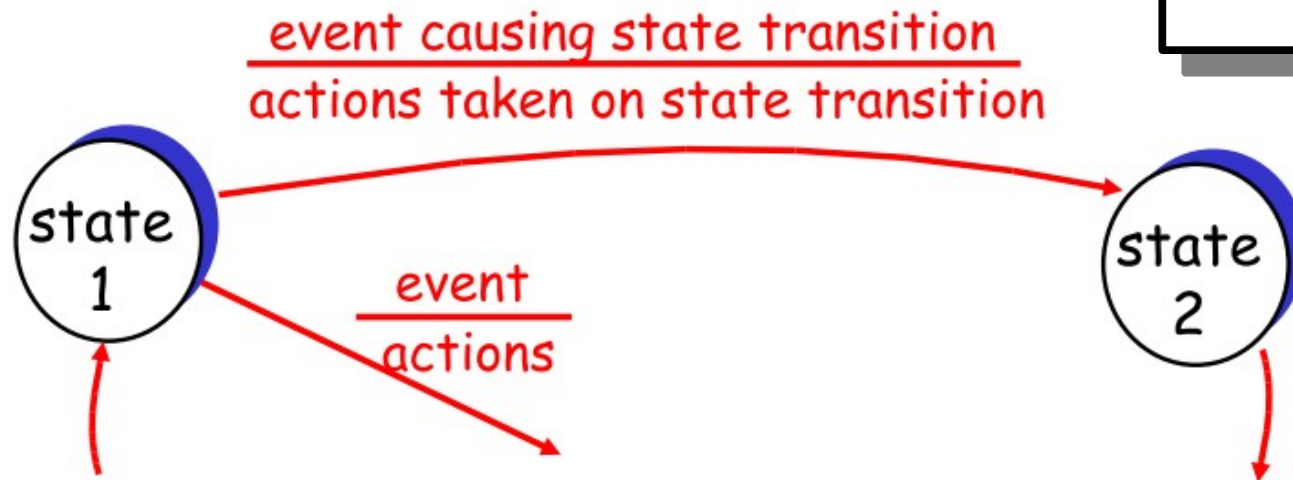 event causing state transition
actions taken on state transition
state
1
state
2
event
actions